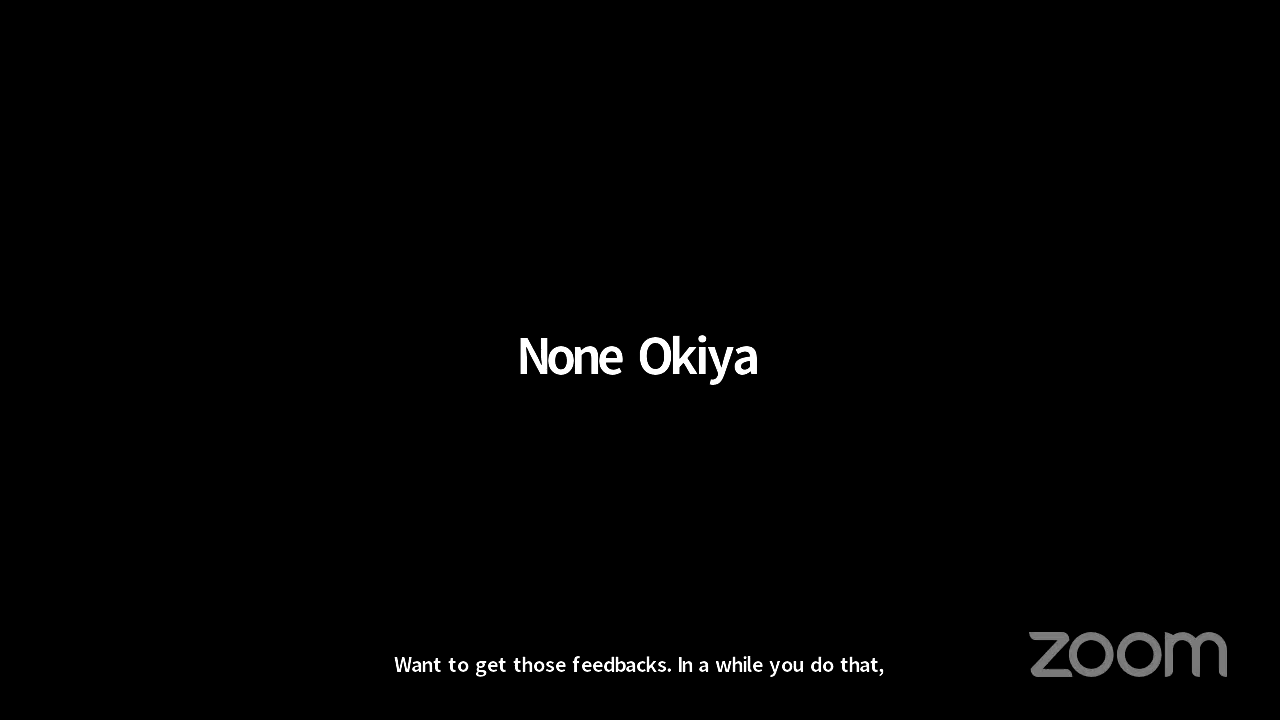 None Okiya
Want to get those feedbacks. In a while you do that,
zoom